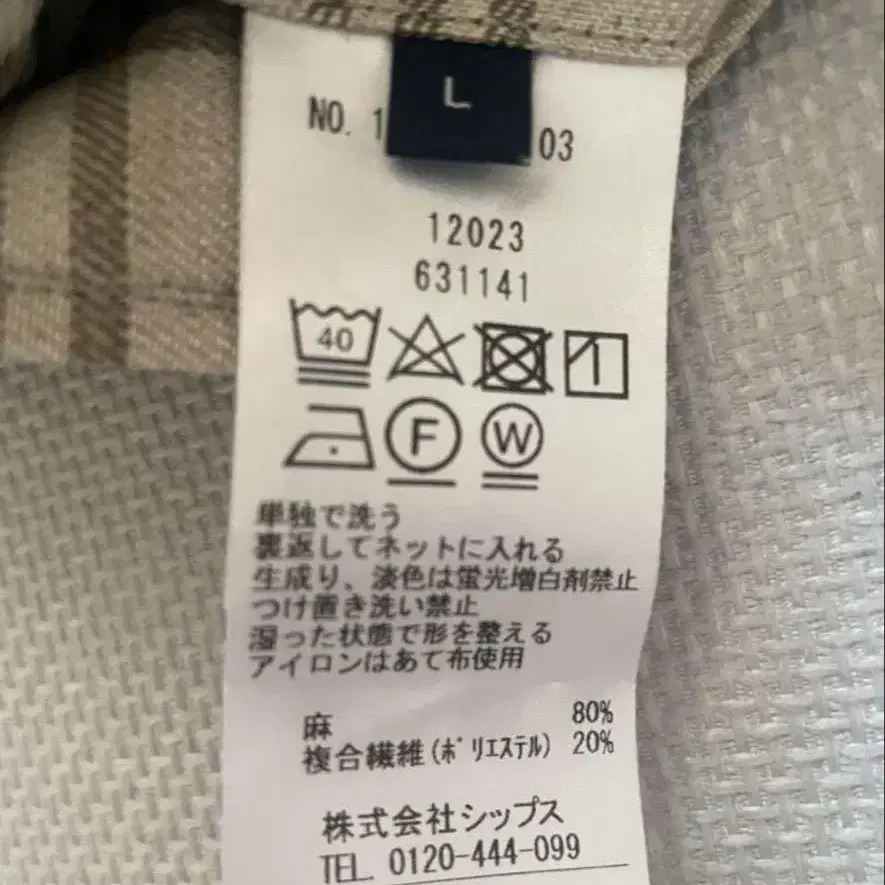 L
NO. 1 03
12023
631141
40
F W
単独で洗う
裏返してネットに入れる
生成り、淡色は蛍光増白剤禁止
つけ置き洗い禁止
湿った状態で形を整える
アイロンはあて布使用
麻 80%
複合繊維(ポリエステル) 20%
株式会社シップス
TEL. 0120-444-099